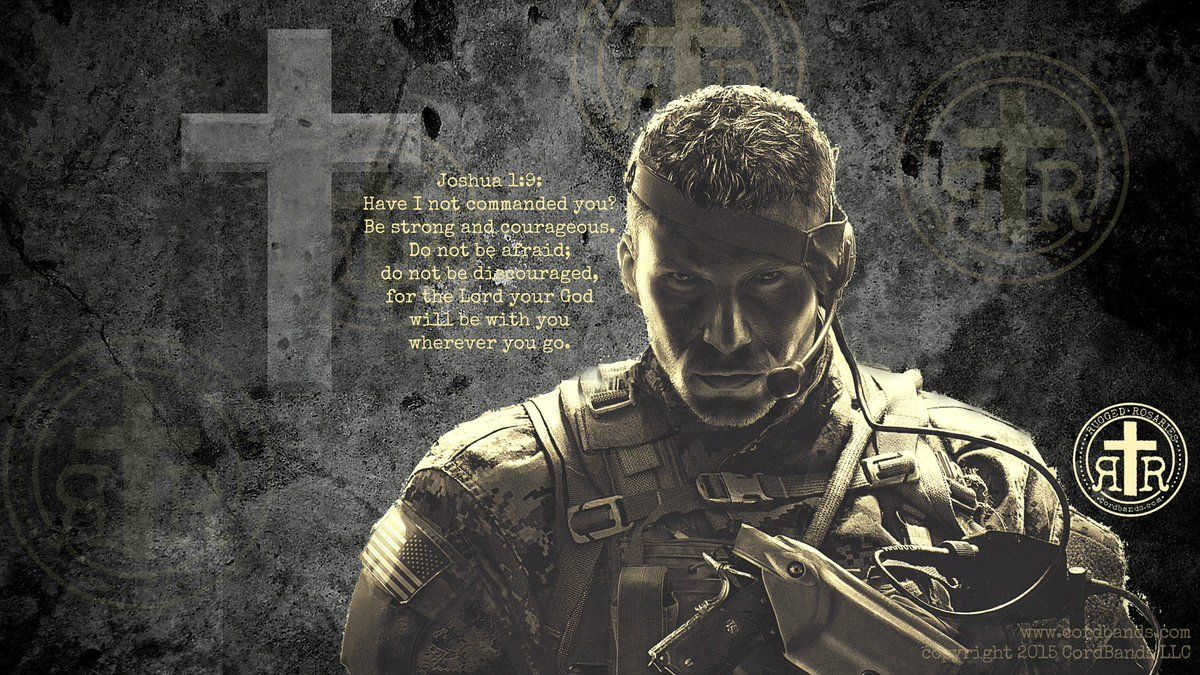 Joshua 1:9:
Have I not commanded you?
Be strong and courageous.
Do not be afraid;
do not be discouraged,
for the Lord your God
will be with you
wherever you go.
RUGGED·ROSARIES
RTR
cordbands.com
www.cordbands.com
copyright 2015 CordBands LLC